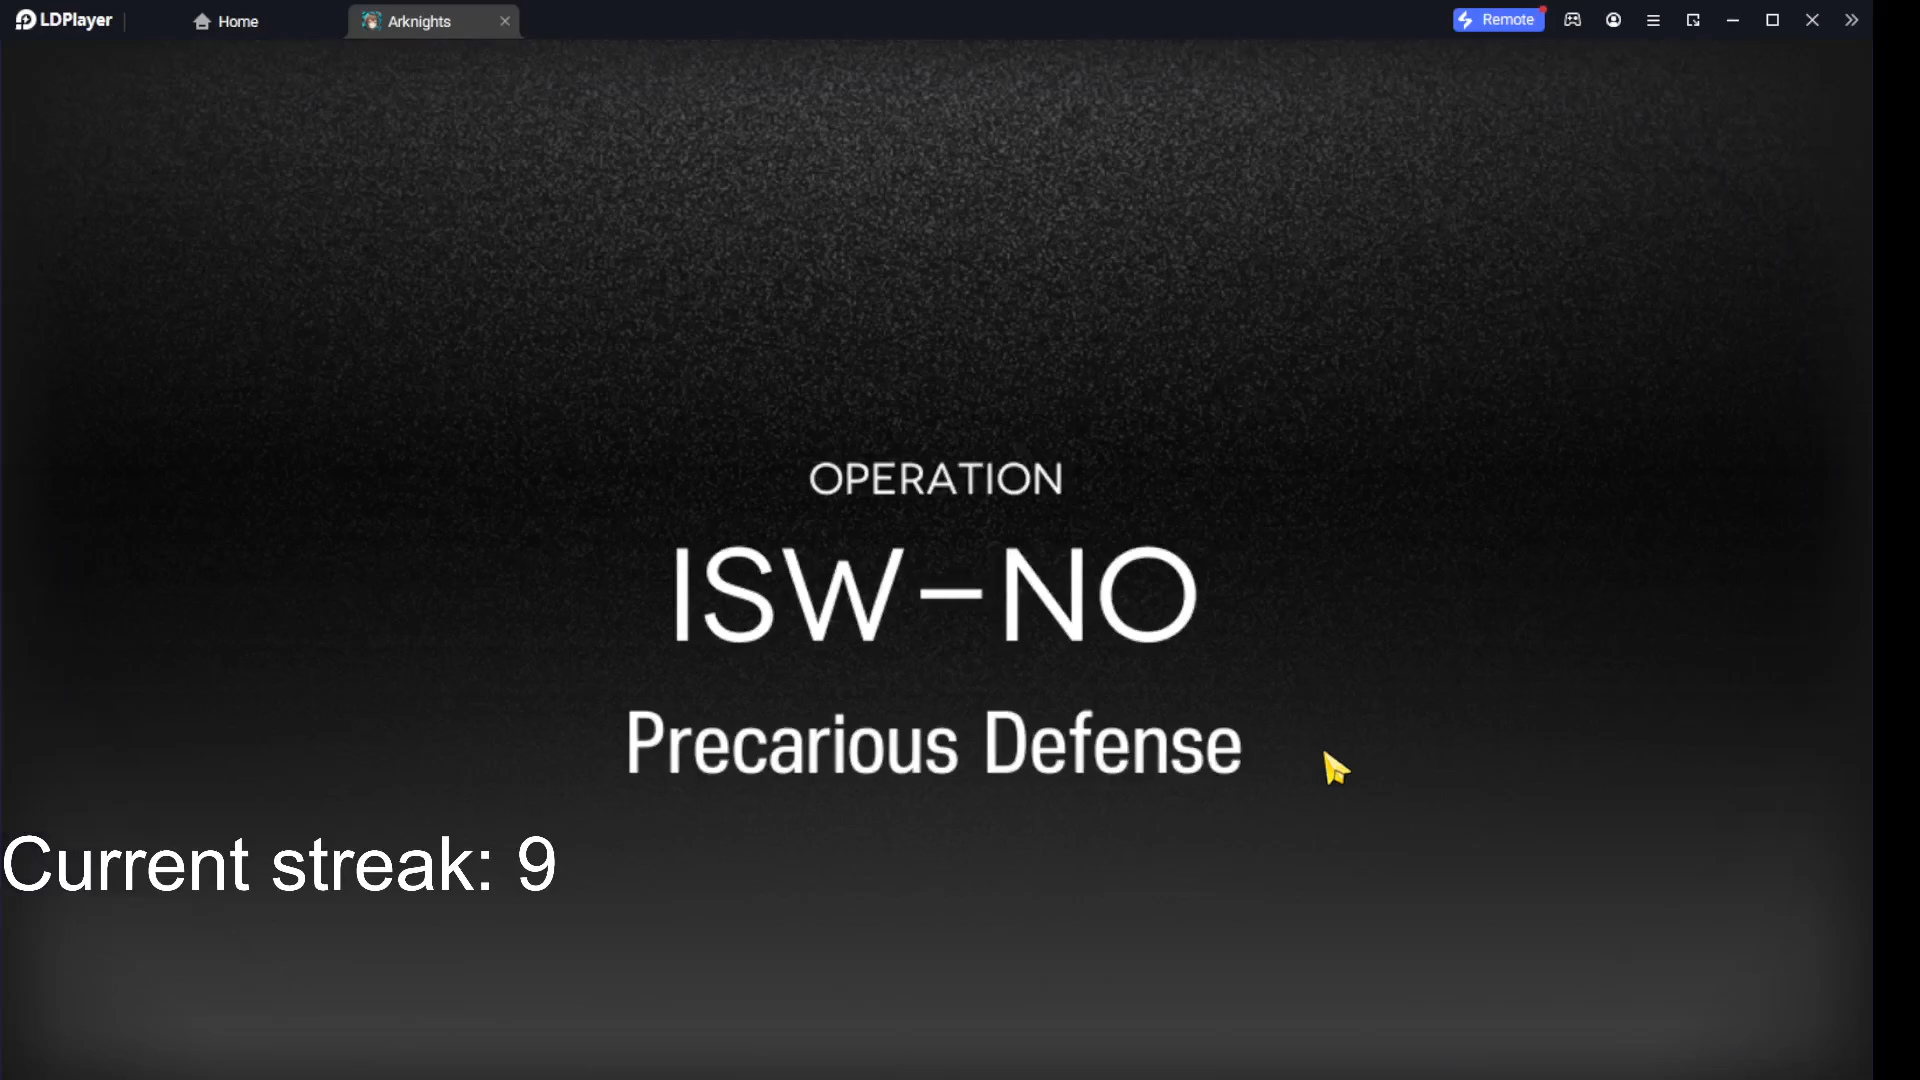 LDPlayer
Home
Arknights
Remote
OPERATION
ISW-NO
Precarious Defense
Current streak: 9